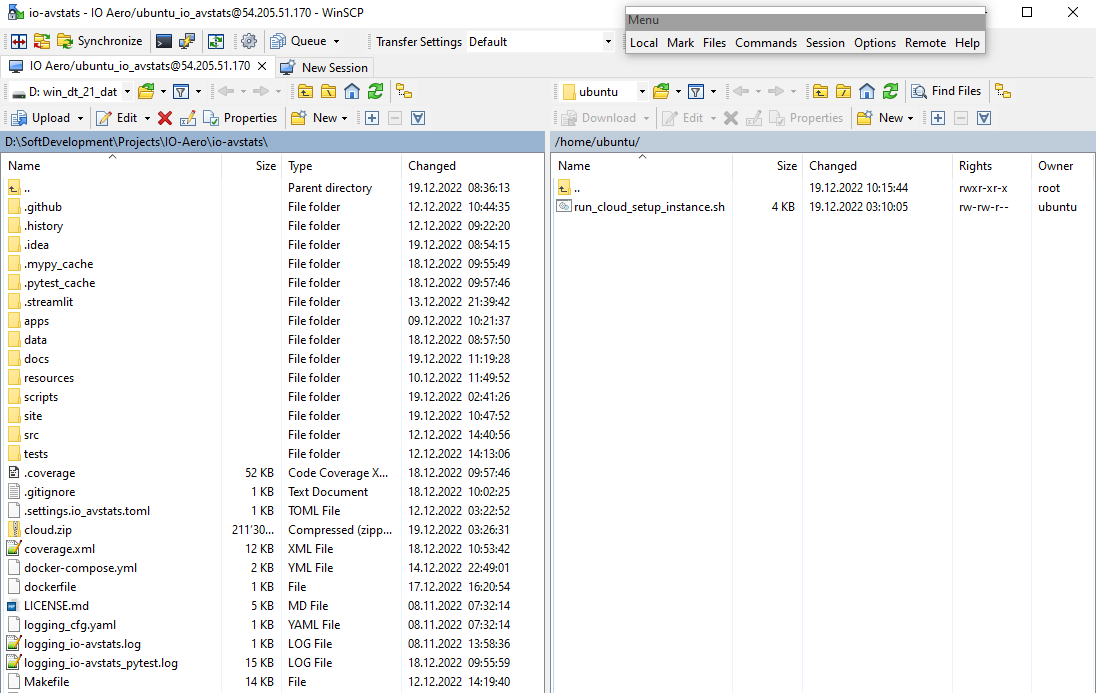 io-avstats - IO Aero/ubuntu_io_avstats@54.205.51.170 - WinSCP
Menu
Local Mark Files Commands Session Options Remote Help
Synchronize Queue Transfer Settings Default
IO Aero/ubuntu_io_avstats@54.205.51.170 New Session
D: win_dt_21_dat ubuntu Find Files
Upload Edit Properties New Download Edit Properties New
D:\SoftDevelopment\Projects\IO-Aero\io-avstats\ /home/ubuntu/
Name Size Type Changed Name Size Changed Rights Owner
.. Parent directory 19.12.2022 08:36:13 .. 19.12.2022 10:15:44 rwxr-xr-x root
.github File folder 12.12.2022 10:44:35 run_cloud_setup_instance.sh 4 KB 19.12.2022 03:10:05 rw-rw-r-- ubuntu
.history File folder 12.12.2022 09:22:20
.idea File folder 19.12.2022 08:54:15
.mypy_cache File folder 18.12.2022 09:55:49
.pytest_cache File folder 18.12.2022 09:57:46
.streamlit File folder 13.12.2022 21:39:42
apps File folder 09.12.2022 10:21:37
data File folder 18.12.2022 08:57:50
docs File folder 19.12.2022 11:19:28
resources File folder 10.12.2022 11:49:52
scripts File folder 19.12.2022 02:41:26
site File folder 19.12.2022 10:47:52
src File folder 12.12.2022 14:40:56
tests File folder 12.12.2022 14:13:06
.coverage 52 KB Code Coverage X... 18.12.2022 09:57:46
.gitignore 1 KB Text Document 18.12.2022 10:02:25
.settings.io_avstats.toml 1 KB TOML File 12.12.2022 03:22:52
cloud.zip 211'30... Compressed (zipp... 19.12.2022 03:26:31
coverage.xml 12 KB XML File 18.12.2022 10:53:42
docker-compose.yml 2 KB YML File 14.12.2022 22:49:01
dockerfile 1 KB File 17.12.2022 16:20:54
LICENSE.md 5 KB MD File 08.11.2022 07:32:14
logging_cfg.yaml 1 KB YAML File 08.11.2022 07:32:14
logging_io-avstats.log 1 KB LOG File 08.11.2022 13:58:36
logging_io-avstats_pytest.log 15 KB LOG File 18.12.2022 09:55:59
Makefile 14 KB File 12.12.2022 14:19:40